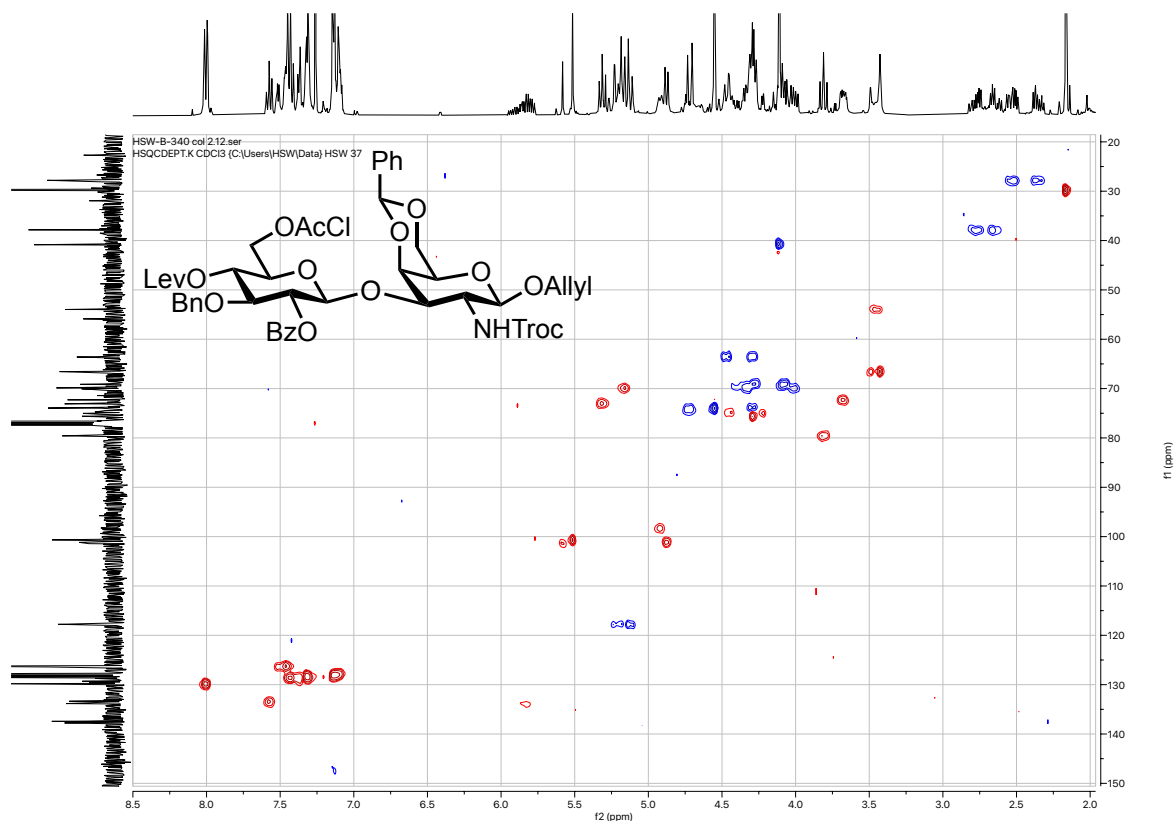 HSW-B-340 col 2.12.ser
HSQCDEPT.K CDCl3 {C:\Users\HSW\Data} HSW 37
Ph
O
O
OAcCl
O
O
LevO
BnO
O
OAllyl
BzO
NHTroc
20
30
40
50
60
70
80
90
100
110
120
130
140
150
f1 (ppm)
8.5 8.0 7.5 7.0 6.5 6.0 5.5 5.0 4.5 4.0 3.5 3.0 2.5 2.0
f2 (ppm)